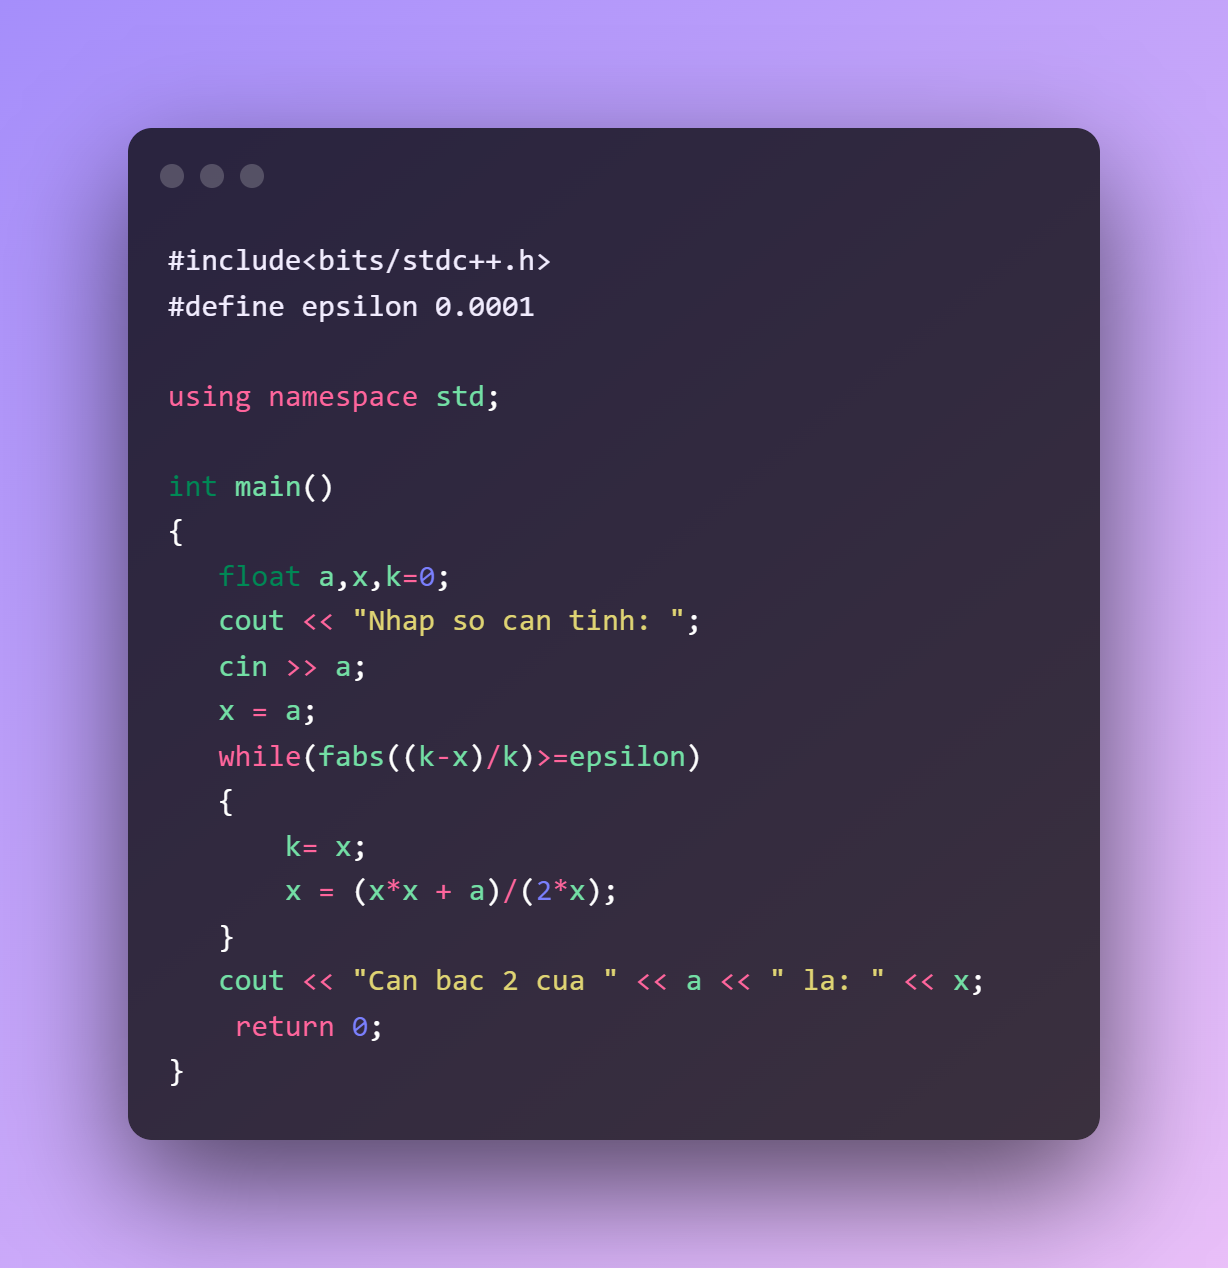 #include<bits/stdc++.h>
#define epsilon 0.0001
using namespace std;
int main()
{
float a,x,k=0;
cout << "Nhap so can tinh: ";
cin >> a;
x = a;
while(fabs((k-x)/k)>=epsilon)
{
k= x;
x = (x*x + a)/(2*x);
}
cout << "Can bac 2 cua " << a << " la: " << x;
return 0;
}